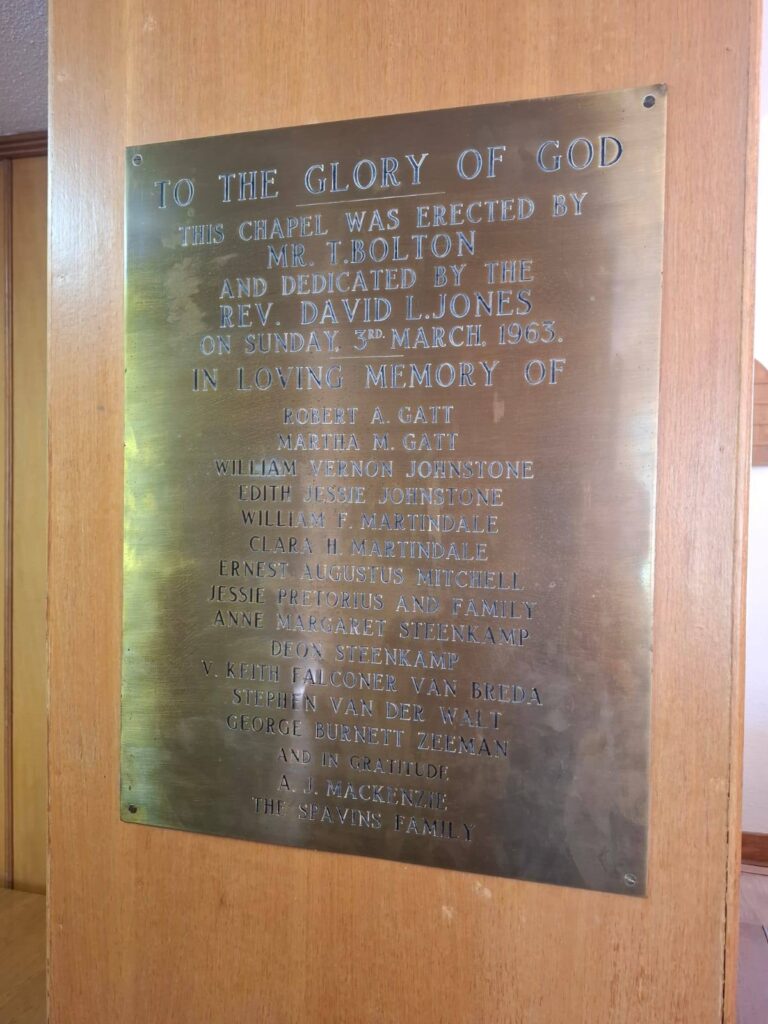 TO THE GLORY OF GOD
THIS CHAPEL WAS ERECTED BY
MR. T.BOLTON
AND DEDICATED BY THE
REV. DAVID L.JONES
ON SUNDAY, 3RD. MARCH, 1963.
IN LOVING MEMORY OF
ROBERT A. GATT
MARTHA M. GATT
WILLIAM VERNON JOHNSTONE
EDITH JESSIE JOHNSTONE
WILLIAM F. MARTINDALE
CLARA H. MARTINDALE
ERNEST AUGUSTUS MITCHELL
JESSIE PRETORIUS AND FAMILY
ANNE MARGARET STEENKAMP
DEON STEENKAMP
V. KEITH FALCONER VAN BREDA
STEPHEN VAN DER WALT
GEORGE BURNETT ZEEMAN
AND IN GRATITUDE
A. J. MACKENZIE
THE SPAVINS FAMILY